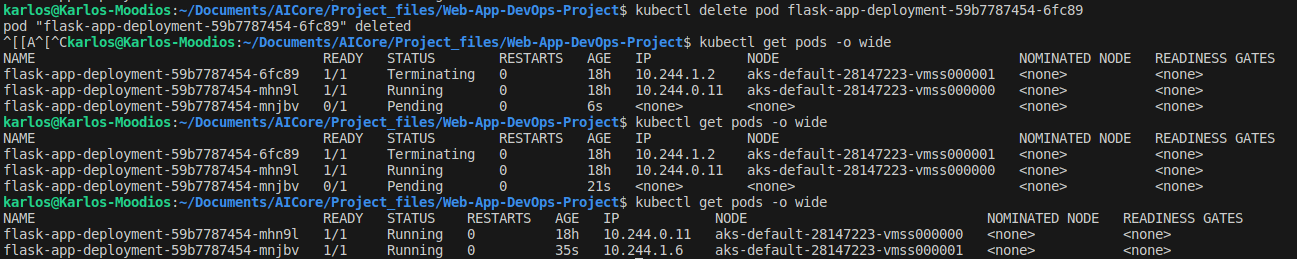 karlos@Karlos-Moodios:~/Documents/AICore/Project_files/Web-App-DevOps-Project$ kubectl delete pod flask-app-deployment-59b7787454-6fc89
pod "flask-app-deployment-59b7787454-6fc89" deleted
^[[A^[^Ckarlos@Karlos-Moodios:~/Documents/AICore/Project_files/Web-App-DevOps-Project$ kubectl get pods -o wide
NAME READY STATUS RESTARTS AGE IP NODE NOMINATED NODE READINESS GATES
flask-app-deployment-59b7787454-6fc89 1/1 Terminating 0 18h 10.244.1.2 aks-default-28147223-vmss000001 <none> <none>
flask-app-deployment-59b7787454-mhn9l 1/1 Running 0 18h 10.244.0.11 aks-default-28147223-vmss000000 <none> <none>
flask-app-deployment-59b7787454-mnjbv 0/1 Pending 0 6s <none> <none> <none> <none>
karlos@Karlos-Moodios:~/Documents/AICore/Project_files/Web-App-DevOps-Project$ kubectl get pods -o wide
NAME READY STATUS RESTARTS AGE IP NODE NOMINATED NODE READINESS GATES
flask-app-deployment-59b7787454-6fc89 1/1 Terminating 0 18h 10.244.1.2 aks-default-28147223-vmss000001 <none> <none>
flask-app-deployment-59b7787454-mhn9l 1/1 Running 0 18h 10.244.0.11 aks-default-28147223-vmss000000 <none> <none>
flask-app-deployment-59b7787454-mnjbv 0/1 Pending 0 21s <none> <none> <none> <none>
karlos@Karlos-Moodios:~/Documents/AICore/Project_files/Web-App-DevOps-Project$ kubectl get pods -o wide
NAME READY STATUS RESTARTS AGE IP NODE NOMINATED NODE READINESS GATES
flask-app-deployment-59b7787454-mhn9l 1/1 Running 0 18h 10.244.0.11 aks-default-28147223-vmss000000 <none> <none>
flask-app-deployment-59b7787454-mnjbv 1/1 Running 0 35s 10.244.1.6 aks-default-28147223-vmss000001 <none> <none>